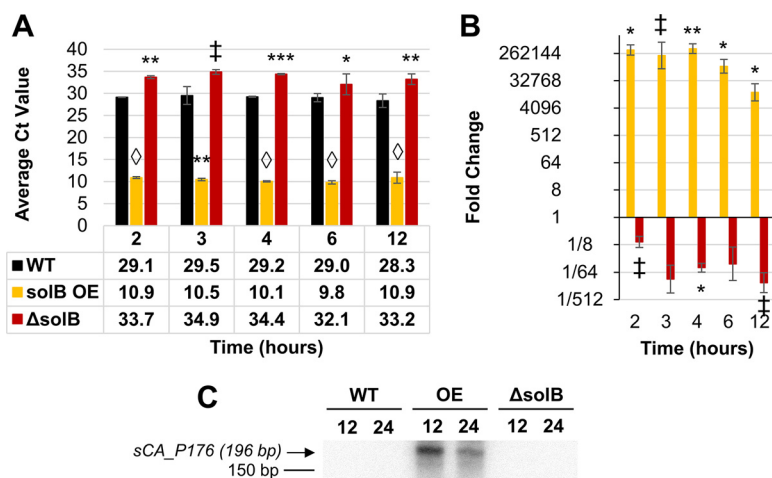 A
Average Ct Value
40
35
30
25
20
15
10
5
0
** ‡ *** * **
◊ ** ◊ ◊ ◊
2 3 4 6 12
WT 29.1 29.5 29.2 29.0 28.3
solB OE 10.9 10.5 10.1 9.8 10.9
ΔsolB 33.7 34.9 34.4 32.1 33.2
Time (hours)
B
Fold Change
* ‡ ** * *
262144
32768
4096
512
64
8
1
1/8
1/64
1/512
‡ * ‡
2 3 4 6 12
Time (hours)
C
WT OE ΔsolB
12 24 12 24 12 24
sCA_P176 (196 bp)
150 bp